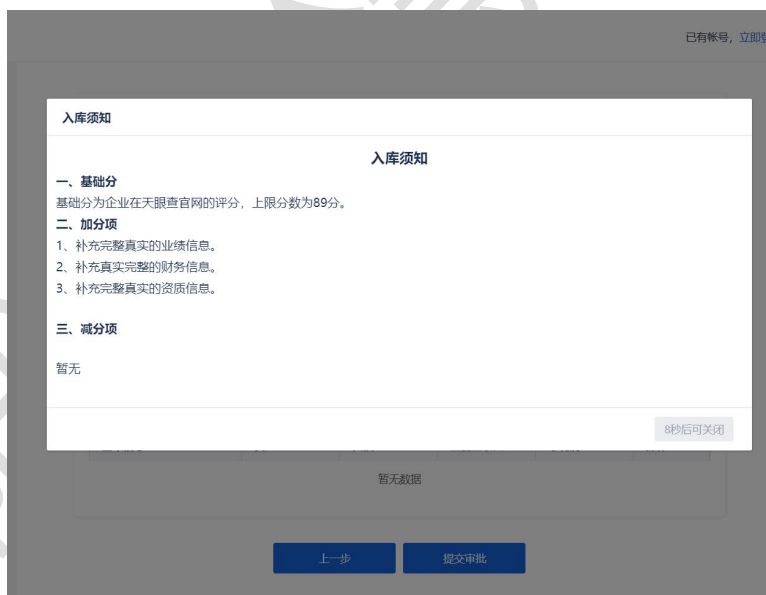 已有帐号，立即
入库须知
入库须知
一、基础分
基础分为企业在天眼查官网的评分，上限分数为89分。
二、加分项
1、补充完整真实的业绩信息。
2、补充真实完整的财务信息。
3、补充完整真实的资质信息。
三、减分项
暂无
8秒后可关闭
暂无数据
上一步
提交审批